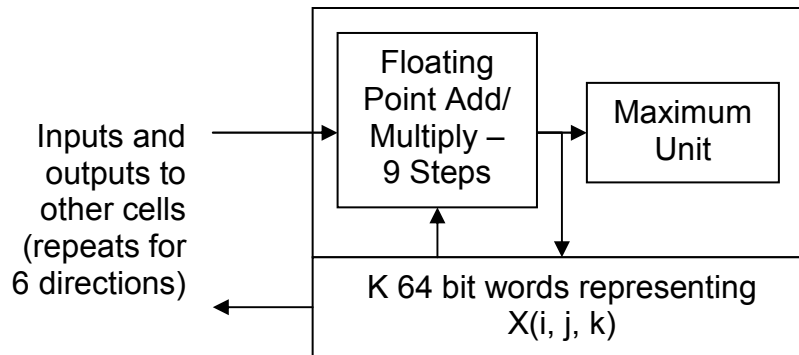 Inputs and
outputs to
other cells
(repeats for
6 directions)
Floating
Point Add/
Multiply –
9 Steps
Maximum
Unit
K 64 bit words representing
X(i, j, k)